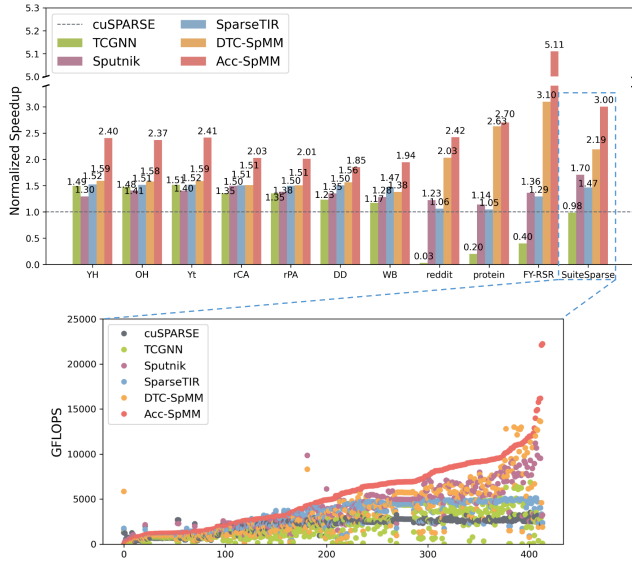 5.3
5.2
5.1
5.0
3.0
2.5
2.0
1.5
1.0
0.5
0.0
Normalized Speedup
cuSPARSE
TCGNN
Sputnik
SparseTIR
DTC-SpMM
Acc-SpMM
1.49 1.30 1.52 1.59 2.40
1.48 1.41 1.51 1.58 2.37
1.51 1.40 1.52 1.59 2.41
1.35 1.50 1.51 1.51 2.03
1.35 1.38 1.50 1.51 2.01
1.23 1.35 1.50 1.56 1.85
1.17 1.28 1.47 1.38 1.94
0.03 1.23 1.06 2.03 2.42
0.20 1.14 1.05 2.63 2.70
0.40 1.36 1.29 3.10 5.11
0.98 1.70 1.47 2.19 3.00
YH OH Yt rCA rPA DD WB reddit protein FY-RSR SuiteSparse
25000
20000
15000
10000
5000
0
GFLOPS
cuSPARSE
TCGNN
Sputnik
SparseTIR
DTC-SpMM
Acc-SpMM
0 100 200 300 400